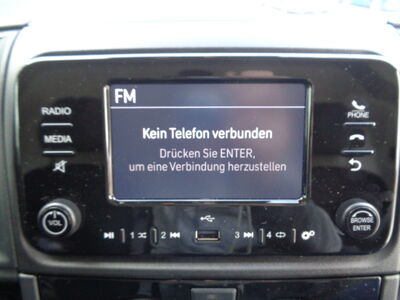 FM
RADIO
Kein Telefon verbunden
PHONE
MEDIA
Drücken Sie ENTER,
um eine Verbindung herzustellen
VOL
BROWSE
ENTER
1
2
3
4